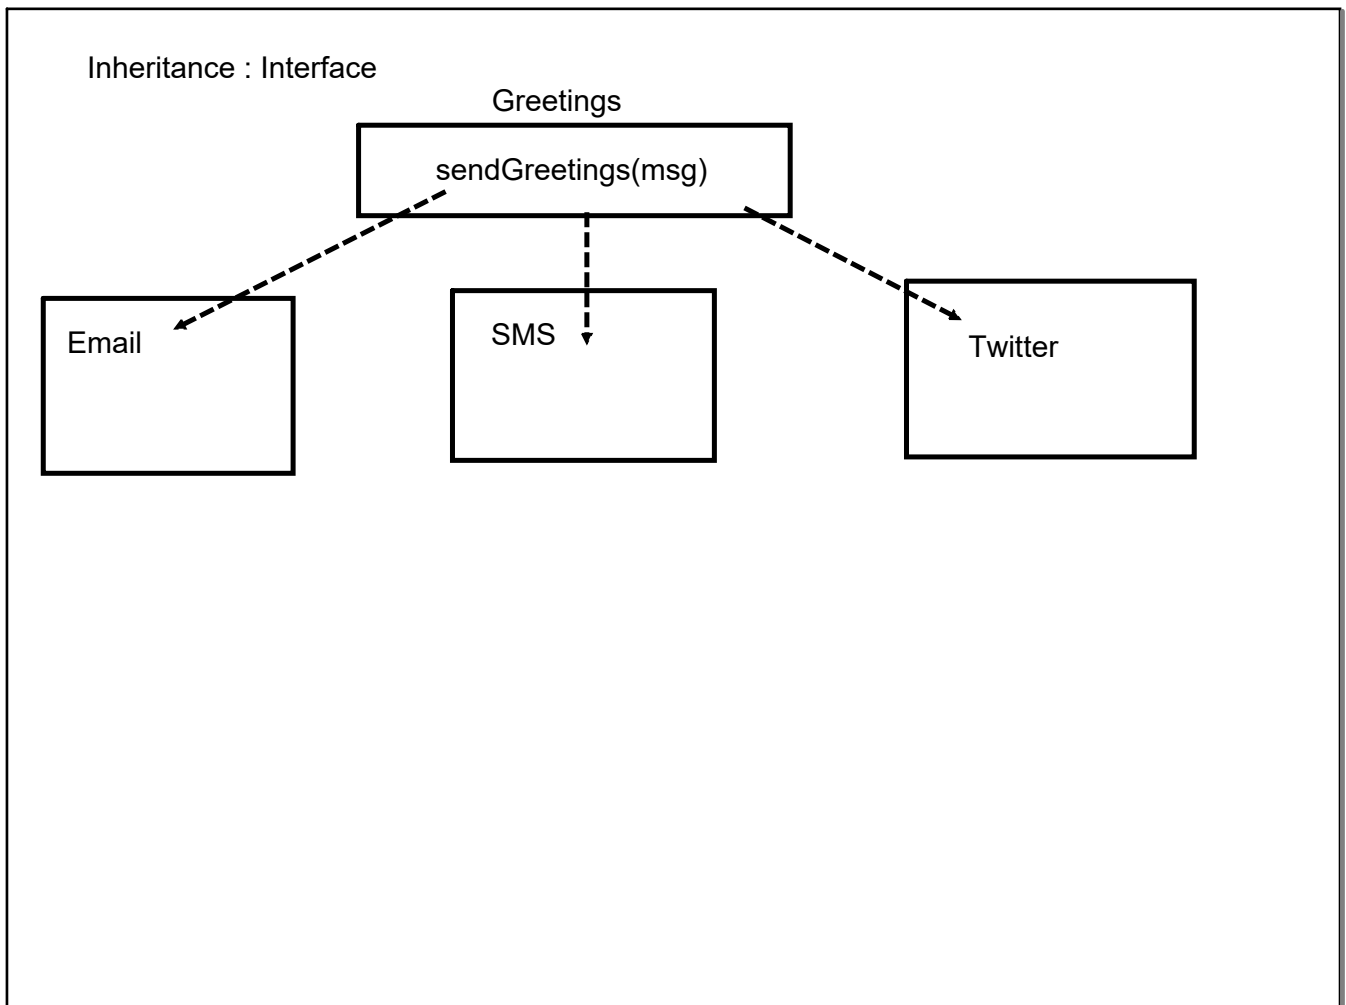 Inheritance : Interface
Greetings
sendGreetings(msg)
Email
SMS
Twitter